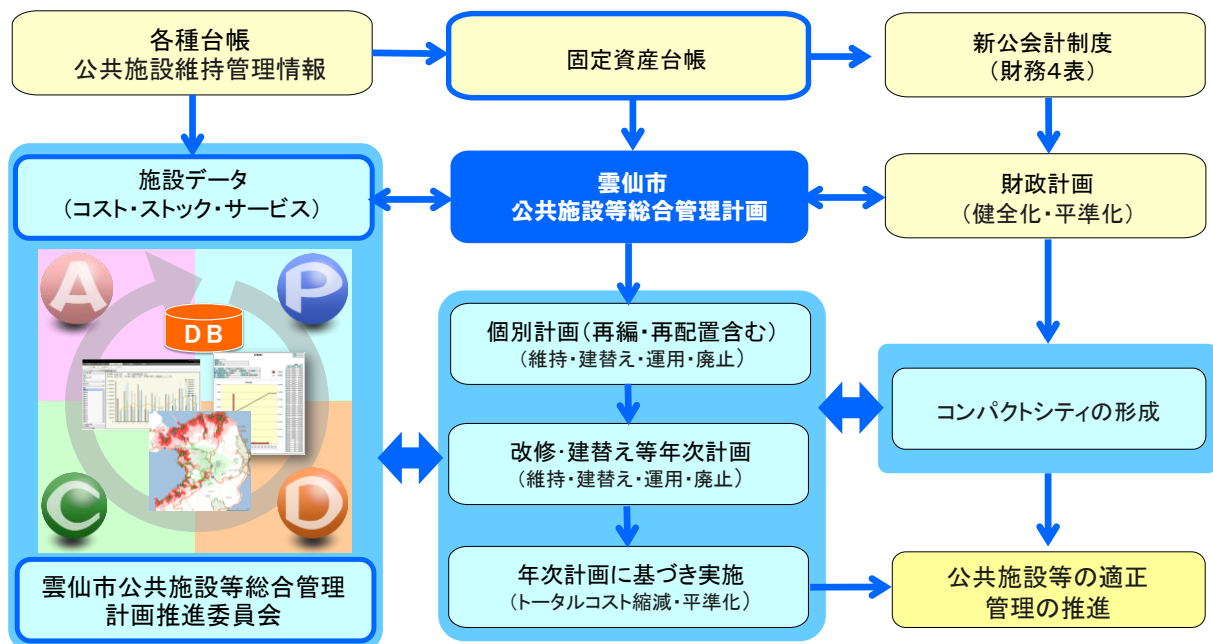 各種台帳
公共施設維持管理情報
固定資産台帳
新公会計制度
（財務４表）
施設データ
（コスト・ストック・サービス）
雲仙市
公共施設等総合管理計画
財政計画
（健全化・平準化）
A
P
DB
C
D
個別計画（再編・再配置含む）
（維持・建替え・運用・廃止）
コンパクトシティの形成
改修・建替え等年次計画
（維持・建替え・運用・廃止）
雲仙市公共施設等総合管理
計画推進委員会
年次計画に基づき実施
（トータルコスト縮減・平準化）
公共施設等の適正
管理の推進